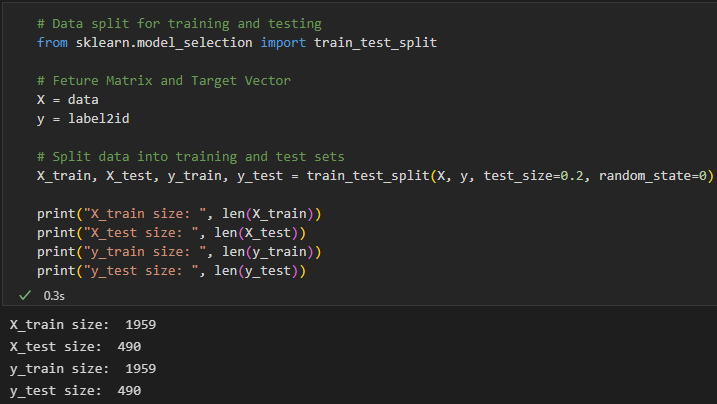 # Data split for training and testing
from sklearn.model_selection import train_test_split
# Feture Matrix and Target Vector
X = data
y = label2id
# Split data into training and test sets
X_train, X_test, y_train, y_test = train_test_split(X, y, test_size=0.2, random_state=0)
print("X_train size: ", len(X_train))
print("X_test size: ", len(X_test))
print("y_train size: ", len(y_train))
print("y_test size: ", len(y_test))
0.3s
X_train size:  1959
X_test size:  490
y_train size:  1959
y_test size:  490